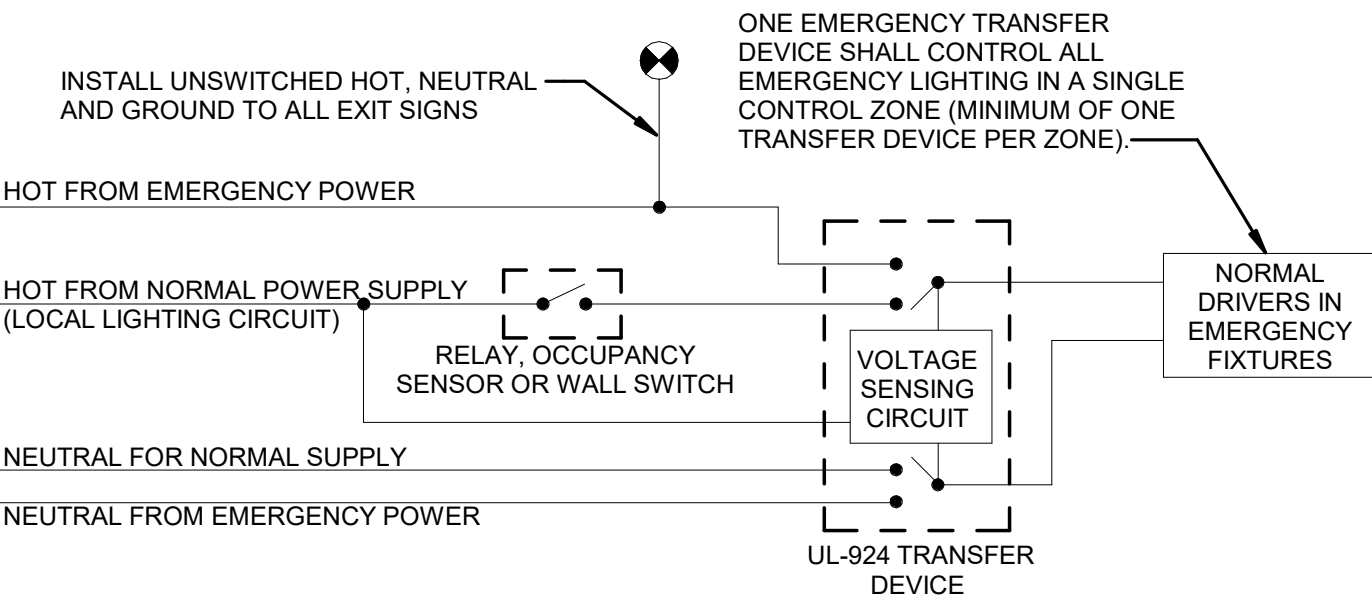 ONE EMERGENCY TRANSFER
DEVICE SHALL CONTROL ALL
EMERGENCY LIGHTING IN A SINGLE
CONTROL ZONE (MINIMUM OF ONE
TRANSFER DEVICE PER ZONE).
INSTALL UNSWITCHED HOT, NEUTRAL
AND GROUND TO ALL EXIT SIGNS
HOT FROM EMERGENCY POWER
HOT FROM NORMAL POWER SUPPLY
(LOCAL LIGHTING CIRCUIT)
RELAY, OCCUPANCY
SENSOR OR WALL SWITCH
VOLTAGE
SENSING
CIRCUIT
NORMAL
DRIVERS IN
EMERGENCY
FIXTURES
NEUTRAL FOR NORMAL SUPPLY
NEUTRAL FROM EMERGENCY POWER
UL-924 TRANSFER
DEVICE